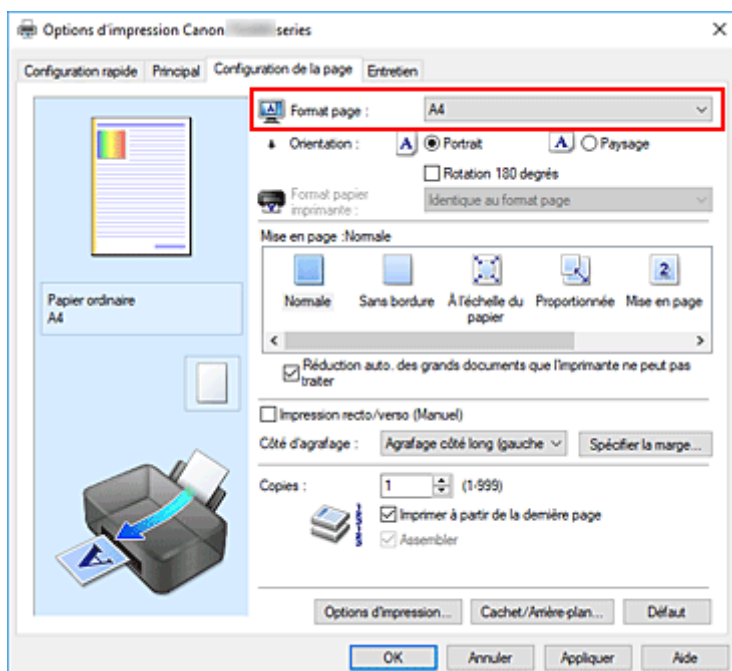 Options d'impression Canon series
Configuration rapide Principal Configuration de la page Entretien
Format page : A4
Orientation : A Portrait A Paysage
Rotation 180 degrés
Format papier
imprimante : Identique au format page
Mise en page :Normale
2
Normale Sans bordure À l'échelle du papier Proportionnée Mise en page
Réduction auto. des grands documents que l'imprimante ne peut pas
traiter
Papier ordinaire
A4
Impression recto/verso (Manuel)
Côté d'agrafage : Agrafage côté long (gauche Spécifier la marge...
Copies : 1 (1-999)
Imprimer à partir de la dernière page
Assembler
A
Options d'impression... Cachet/Arrière-plan... Défaut
OK Annuler Appliquer Aide